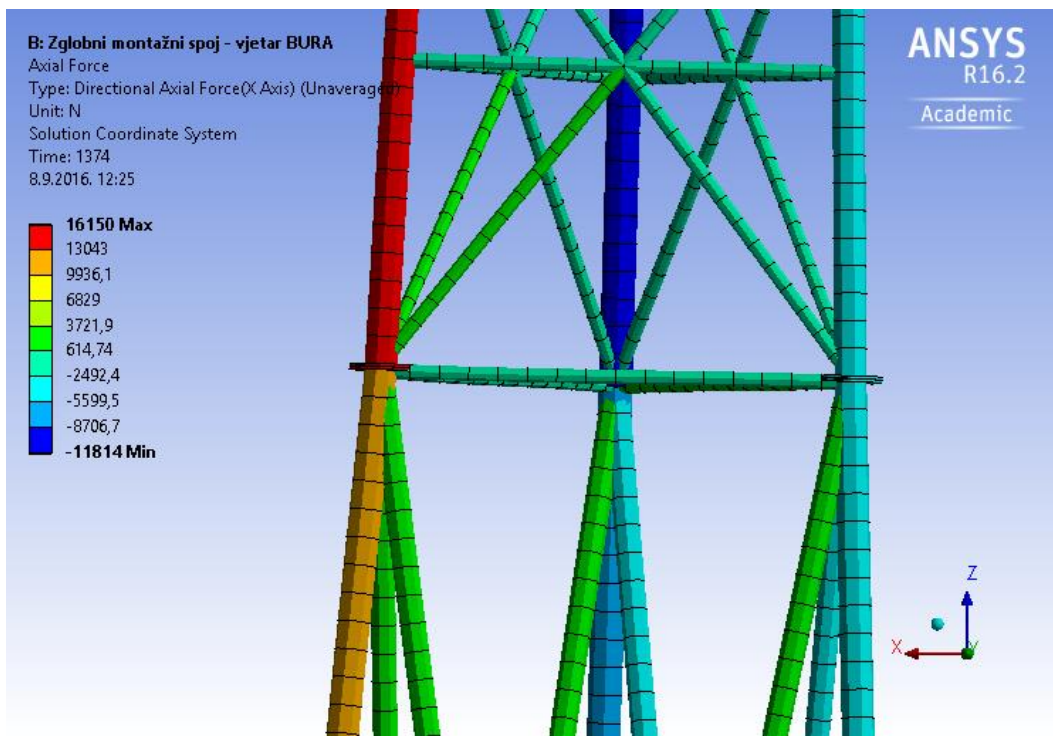 B: Zglobni montažni spoj - vjetar BURA
Axial Force
Type: Directional Axial Force(X Axis) (Unaveraged
Unit: N
Solution Coordinate System
Time: 1374
8.9.2016. 12:25
16150 Max
13043
9936,1
6829
3721,9
614,74
-2492,4
-5599,5
-8706,7
-11814 Min
ANSYS
R16.2
Academic
Z
X
Y